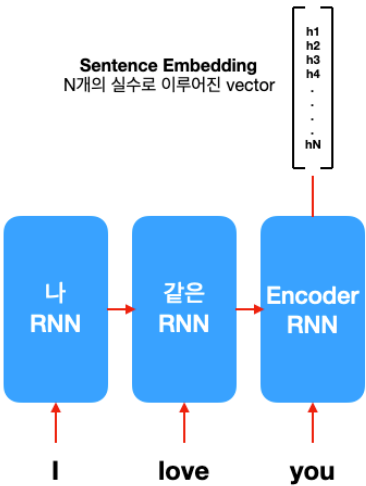 h1
h2
h3
h4
.
.
.
.
hN
Sentence Embedding
N개의 실수로 이루어진 vector
나
RNN
같은
RNN
Encoder
RNN
I
love
you